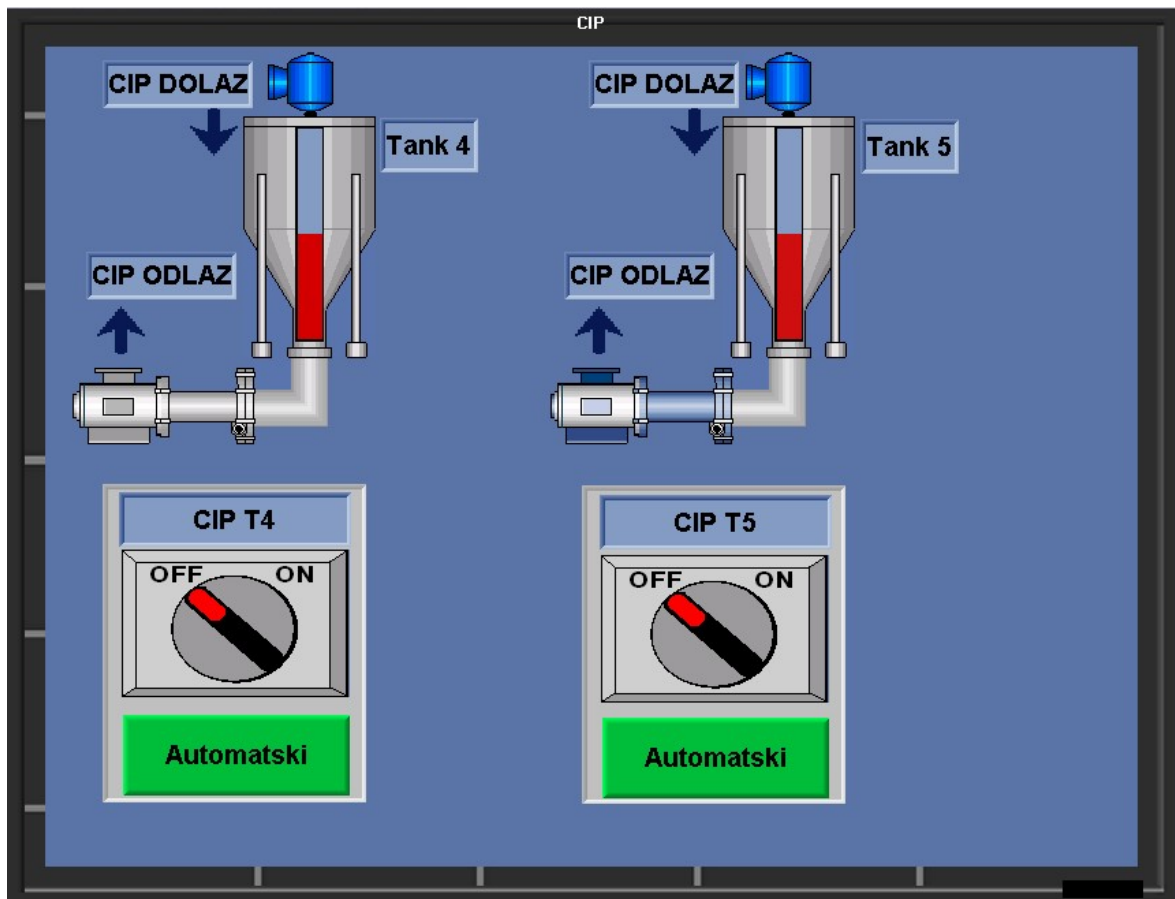 CIP
CIP DOLAZ
CIP DOLAZ
Tank 4
Tank 5
CIP ODLAZ
CIP ODLAZ
CIP T4
CIP T5
OFF ON
OFF ON
Automatski
Automatski